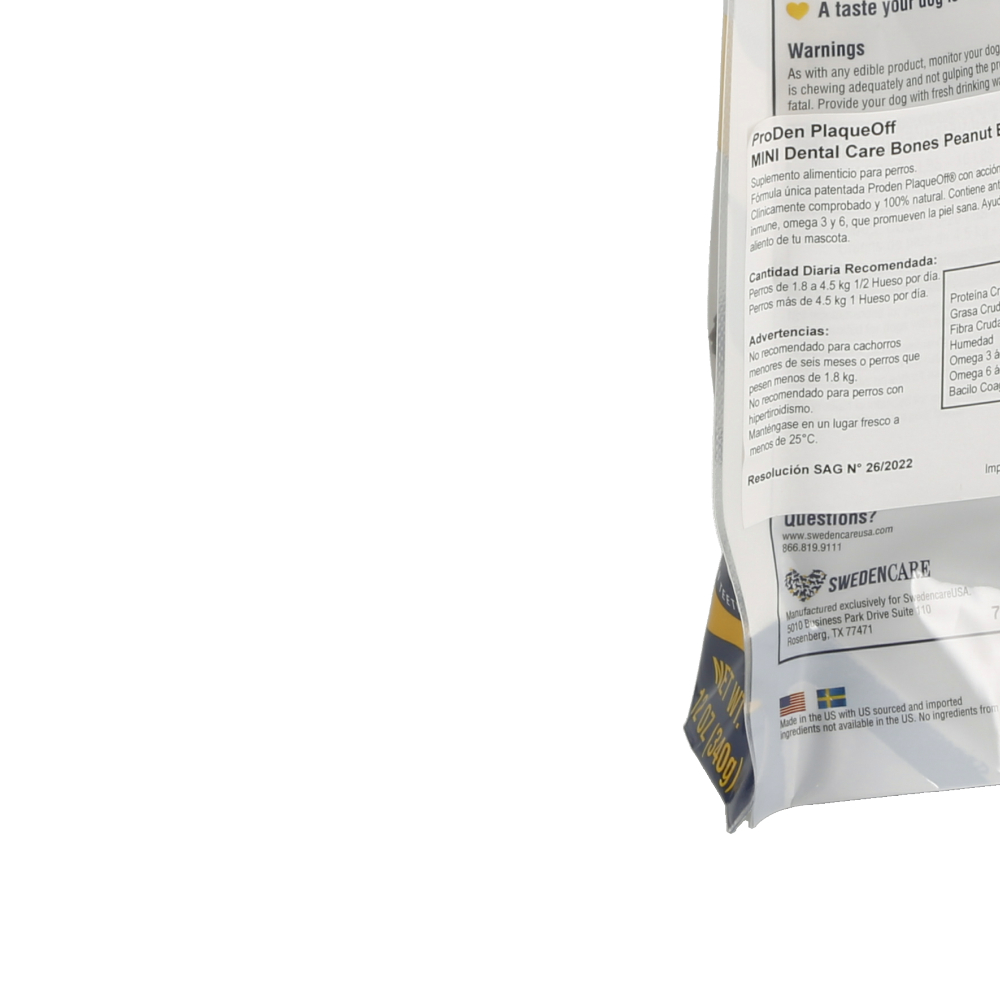 A taste your dog
Warnings
As with any edible product, monitor your dog
is chewing adequately and not gulping the
fatal. Provide your dog with fresh drinking
ProDen PlaqueOff
MINI Dental Care Bones Peanut
Suplemento alimenticio para perros.
Fórmula única patentada Proden PlaqueOff® con acción
Clinicamente comprobado y 100% natural. Contiene
inmune, omega 3 y 6, que promueven la piel sana.
aliento de tu mascota.
Cantidad Diaria Recomendada:
Perros de 1.8 a 4.5 kg 1/2 Hueso por día.
Perros más de 4.5 kg 1 Hueso por día.
Advertencias:
No recomendado para cachorros
menores de seis meses o perros que
pesen menos de 1.8 kg.
No recomendado para perros con
hipertiroidismo.
Manténgase en un lugar fresco a
menos de 25°C.
Proteina
Grasa
Fibra
Humedad
Omega 3
Omega 6
Bacilo
Resolución SAG N° 26/2022
Questions?
www.swedencareusa.com
866.819.9111
SWEDENCARE
Manufactured exclusively for SwedencareUSA.
5010 Business Park Drive Suite 110
Rosenberg, TX 77471
Made in the US with US sourced and imported
ingredients not available in the US. No ingredients from
NET WT.
12 OZ (340g)